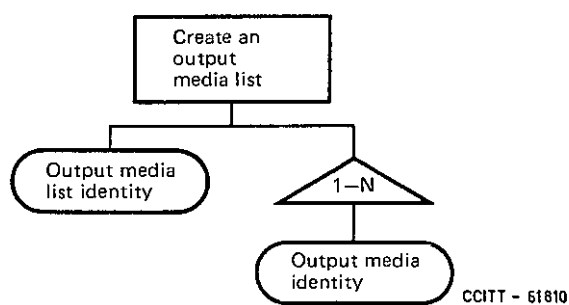 Create an
output
media list
Output media
list identity
1–N
Output media
identity
CCITT - 61810